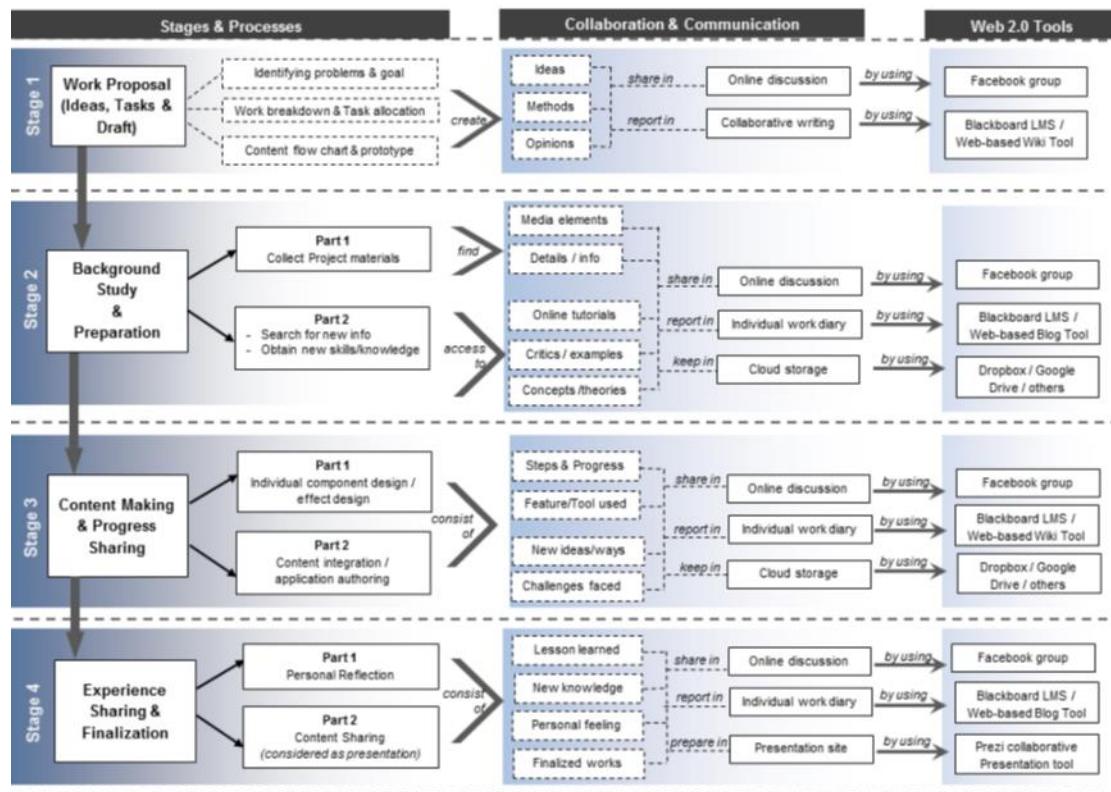 Stages & Processes
Collaboration & Communication
Web 2.0 Tools
Stage 1
Work Proposal
(Ideas, Tasks &
Draft)
Identifying problems & goal
Work breakdown & Task allocation
Content flow chart & prototype
create
Ideas
Methods
Opinions
share in
report in
Online discussion
Collaborative writing
by using
by using
Facebook group
Blackboard LMS /
Web-based Wiki Tool
Stage 2
Background
Study
&
Preparation
Part 1
Collect Project materials
Part 2
- Search for new info
- Obtain new skills/knowledge
find
access
to
Media elements
Details / info
Online tutorials
Critics / examples
Concepts /theories
share in
report in
keep in
Online discussion
Individual work diary
Cloud storage
by using
by using
by using
Facebook group
Blackboard LMS /
Web-based Blog Tool
Dropbox / Google
Drive / others
Stage 3
Content Making
& Progress
Sharing
Part 1
Individual component design /
effect design
Part 2
Content integration /
application authoring
consist
of
Steps & Progress
Feature/Tool used
New ideas/ways
Challenges faced
share in
report in
keep in
Online discussion
Individual work diary
Cloud storage
by using
by using
by using
Facebook group
Blackboard LMS /
Web-based Wiki Tool
Dropbox / Google
Drive / others
Stage 4
Experience
Sharing &
Finalization
Part 1
Personal Reflection
Part 2
Content Sharing
(considered as presentation)
consist
of
Lesson learned
New knowledge
Personal feeling
Finalized works
share in
report in
prepare in
Online discussion
Individual work diary
Presentation site
by using
by using
by using
Facebook group
Blackboard LMS /
Web-based Blog Tool
Prezi collaborative
Presentation tool